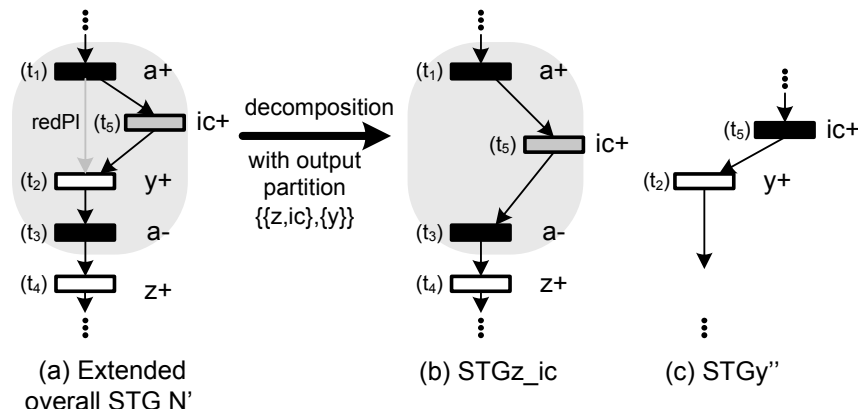 (t1) a+
redPl (t5) ic+
(t2) y+
(t3) a-
(t4) z+
(a) Extended
overall STG N'
decomposition
with output
partition
{{z,ic},{y}}
(t1) a+
(t5) ic+
(t3) a-
(t4) z+
(b) STGz_ic
(t5) ic+
(t2) y+
(c) STGy''